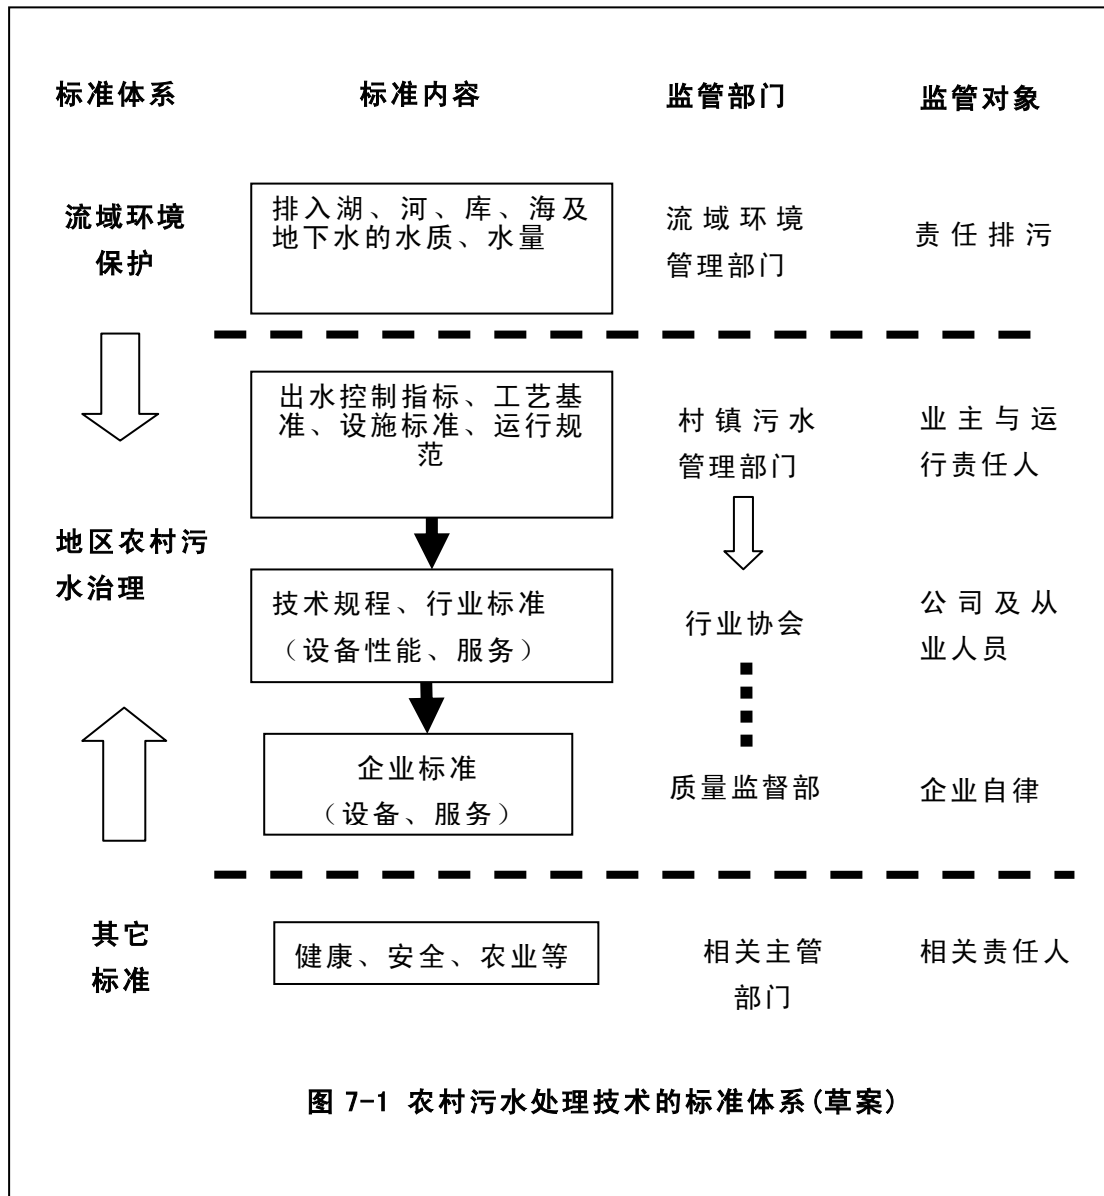 标准体系 标准内容 监管部门 监管对象
流域环境
保护
排入湖、河、库、海及
地下水的水质、水量
流域环境
管理部门
责任排污
出水控制指标、工艺基
准、设施标准、运行规
范
村镇污水
管理部门
业主与运
行责任人
地区农村污
水治理
技术规程、行业标准
（设备性能、服务）
行业协会
公司及从
业人员
企业标准
（设备、服务）
质量监督部
企业自律
其它
标准
健康、安全、农业等
相关主管
部门
相关责任人
图 7-1 农村污水处理技术的标准体系(草案)